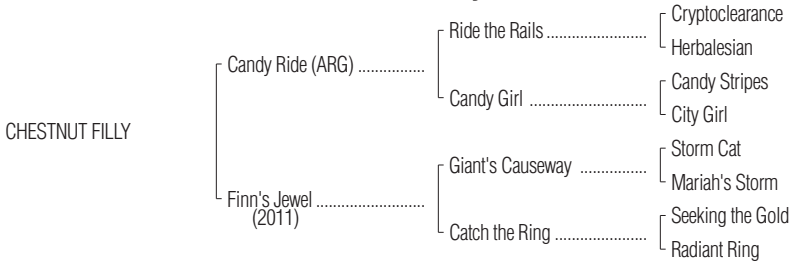 Cryptoclearance
Ride the Rails ........................
Herbalesian
Candy Ride (ARG) ................
Candy Stripes
Candy Girl ............................
City Girl
CHESTNUT FILLY
Storm Cat
Giant's Causeway ................
Mariah's Storm
Finn's Jewel ..........................
(2011)
Seeking the Gold
Catch the Ring ......................
Radiant Ring